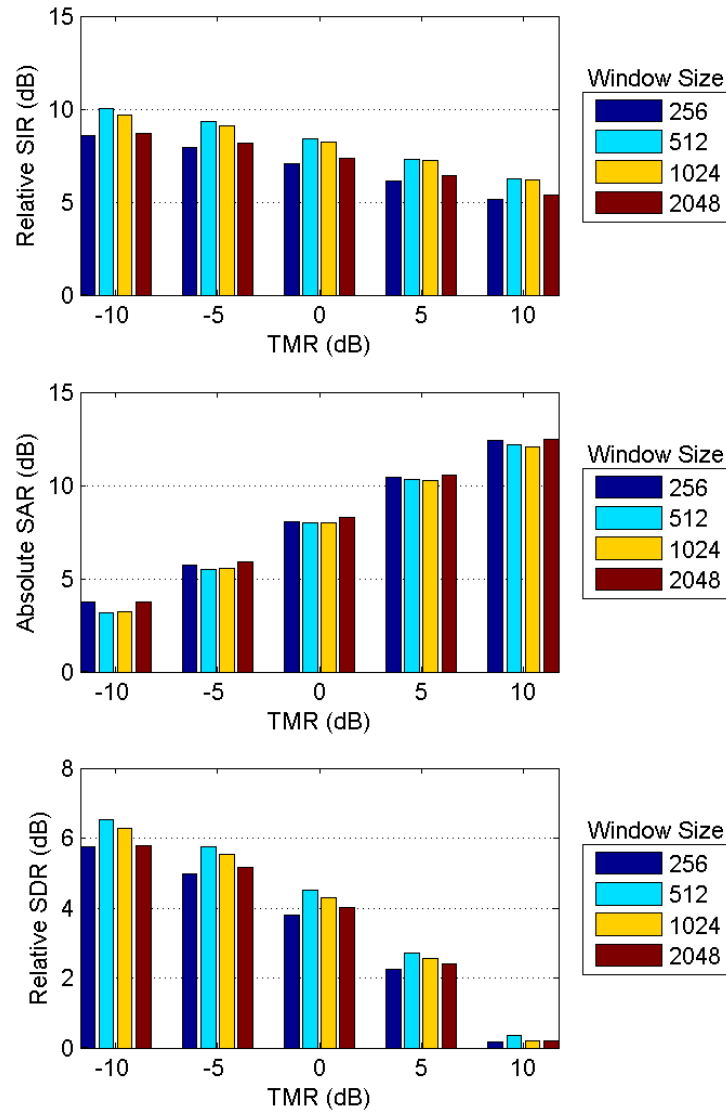 Relative SIR (dB)
15
10
5
0
-10 -5 0 5 10
TMR (dB)
Window Size
256
512
1024
2048
Absolute SAR (dB)
15
10
5
0
-10 -5 0 5 10
TMR (dB)
Window Size
256
512
1024
2048
Relative SDR (dB)
8
6
4
2
0
-10 -5 0 5 10
TMR (dB)
Window Size
256
512
1024
2048